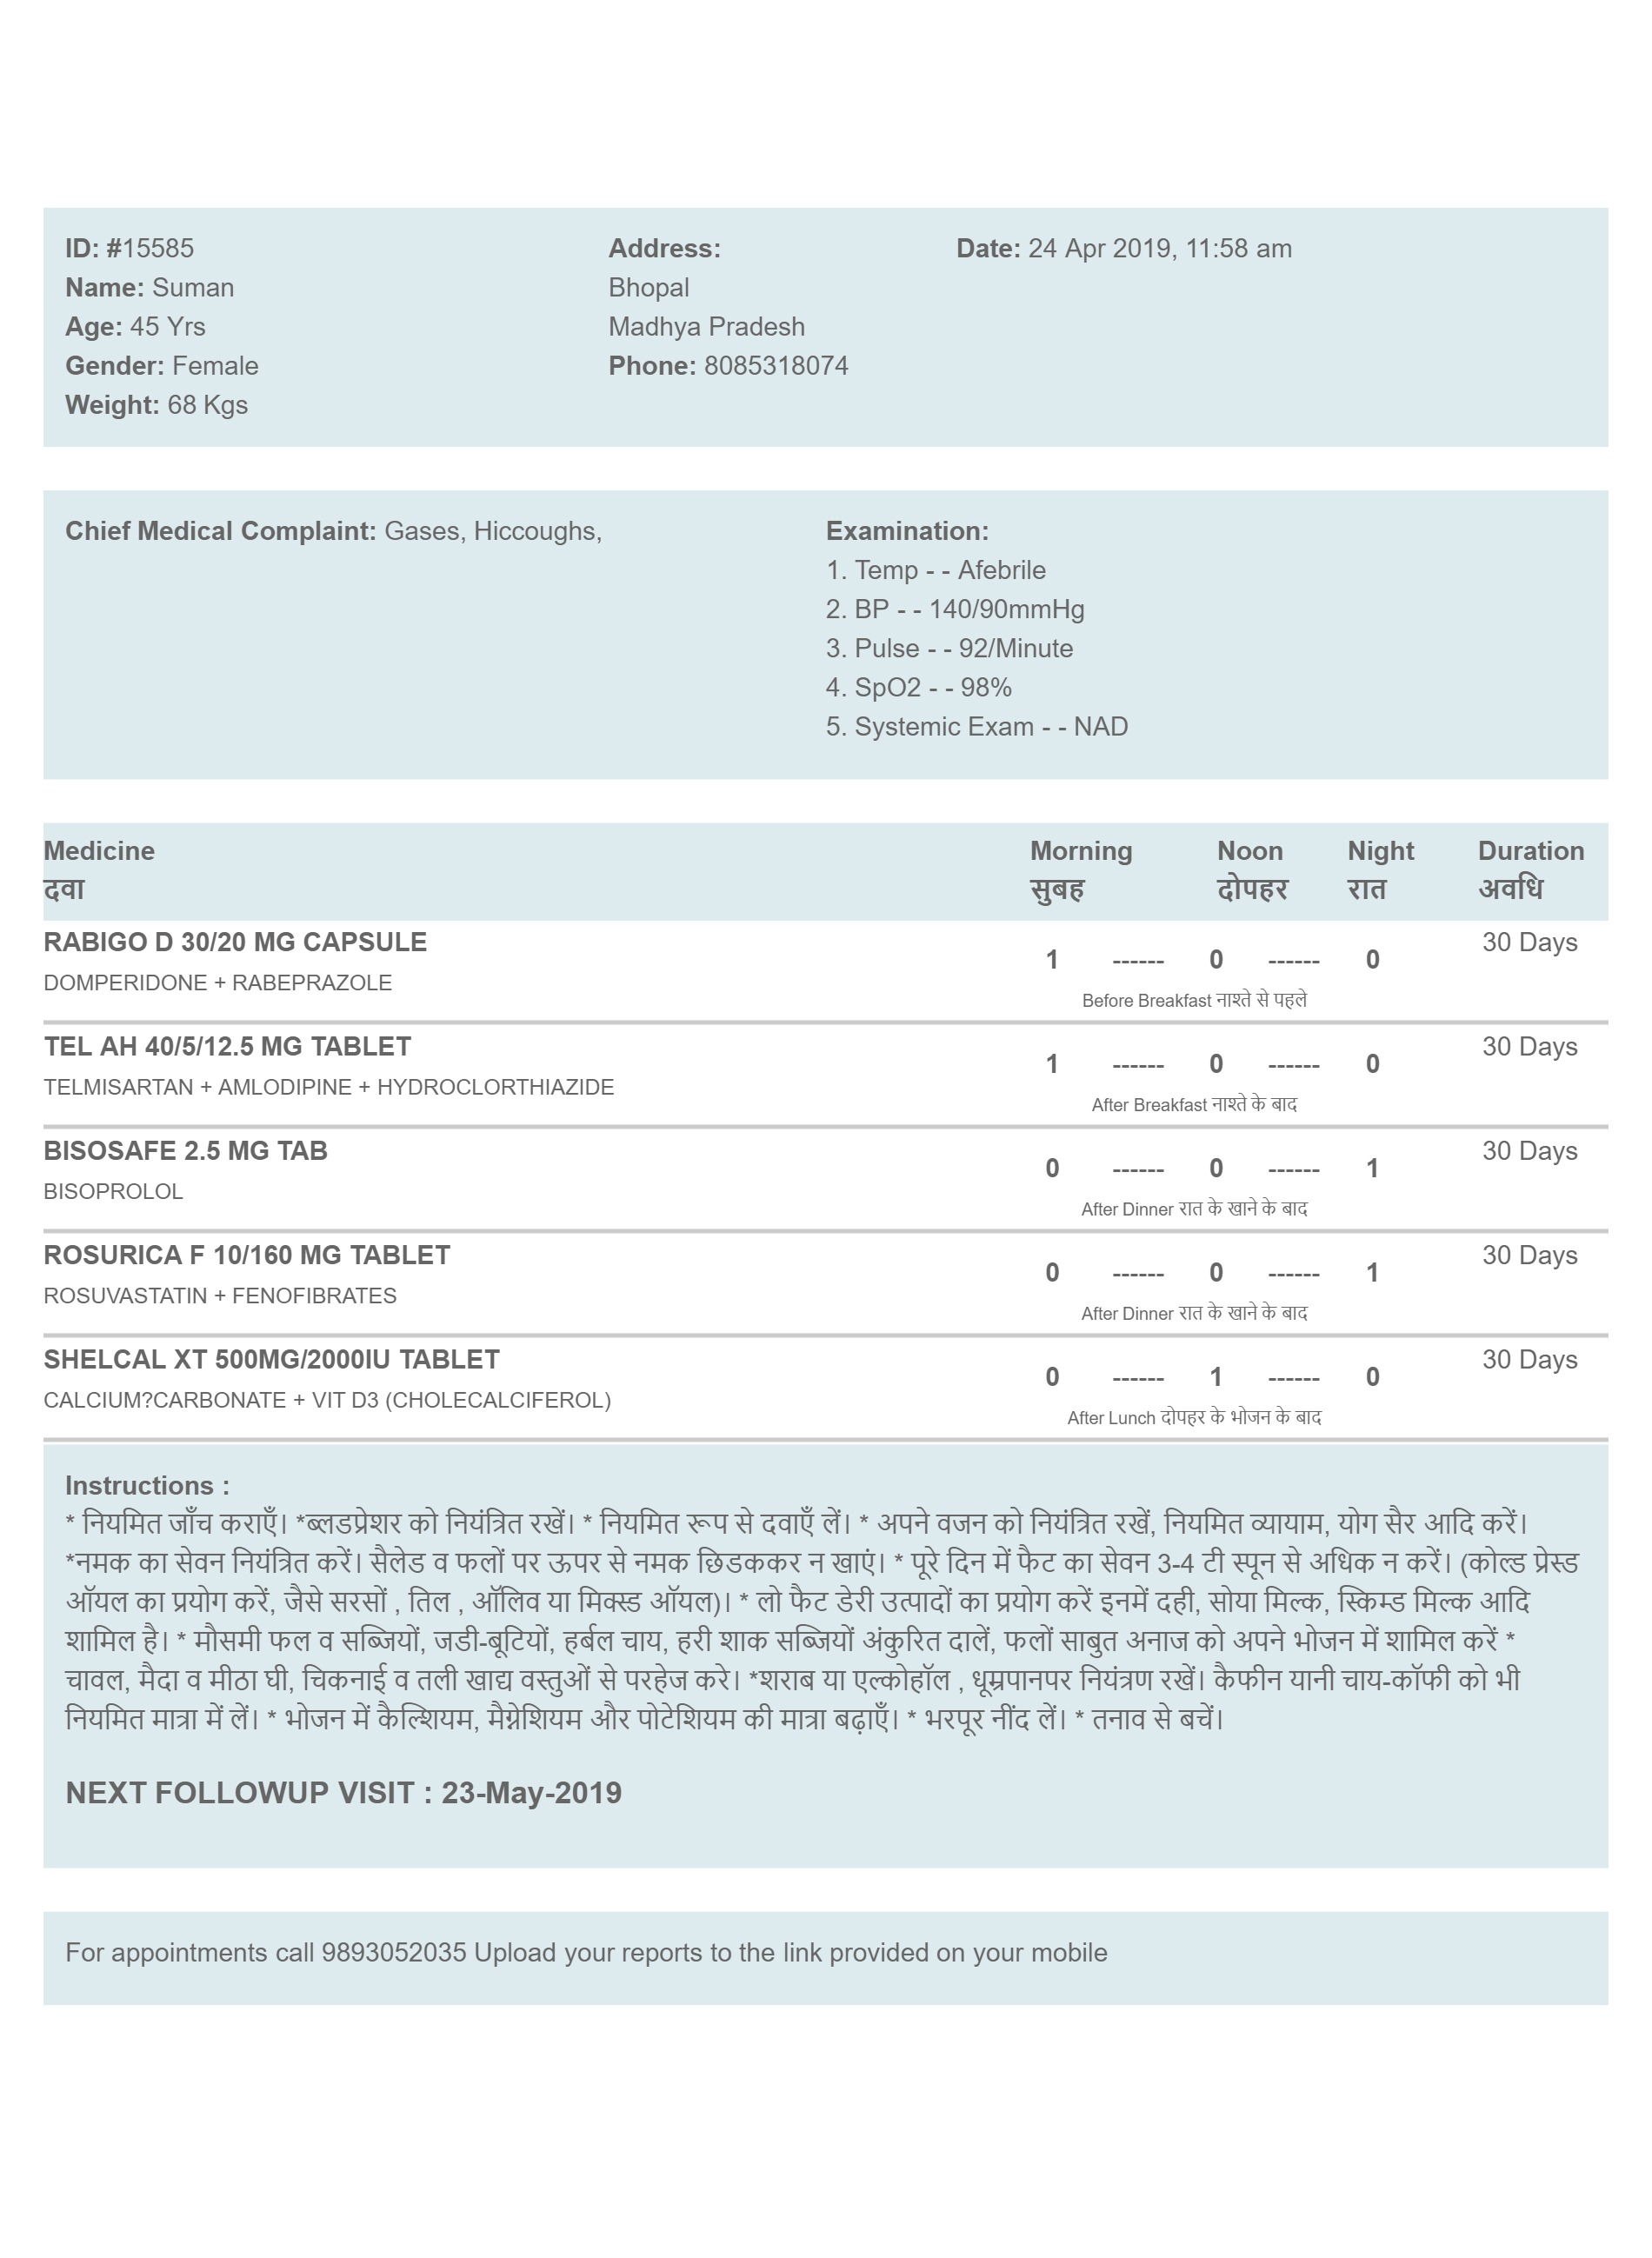 ID: #15585
Name: Suman
Age: 45 Yrs
Gender: Female
Weight: 68 Kgs
Address:
Bhopal
Madhya Pradesh
Phone: 8085318074
Date: 24 Apr 2019, 11:58 am
Chief Medical Complaint: Gases, Hiccoughs,
Examination:
1. Temp - - Afebrile
2. BP - - 140/90mmHg
3. Pulse - - 92/Minute
4. SpO2 - - 98%
5. Systemic Exam - - NAD
Medicine Morning Noon Night Duration
दवा सुबह दोपहर रात अवधि
RABIGO D 30/20 MG CAPSULE 30 Days
1 ------ 0 ------ 0
DOMPERIDONE + RABEPRAZOLE
Before Breakfast नाश्ते से पहले
TEL AH 40/5/12.5 MG TABLET 30 Days
1 ------ 0 ------ 0
TELMISARTAN + AMLODIPINE + HYDROCLORTHIAZIDE
After Breakfast नाश्ते के बाद
BISOSAFE 2.5 MG TAB 30 Days
0 ------ 0 ------ 1
BISOPROLOL
After Dinner रात के खाने के बाद
ROSURICA F 10/160 MG TABLET 30 Days
0 ------ 0 ------ 1
ROSUVASTATIN + FENOFIBRATES
After Dinner रात के खाने के बाद
SHELCAL XT 500MG/2000IU TABLET 30 Days
0 ------ 1 ------ 0
CALCIUM?CARBONATE + VIT D3 (CHOLECALCIFEROL)
After Lunch दोपहर के भोजन के बाद
Instructions :
* नियमित जाँच कराएँ। *ब्लडप्रेशर को नियंत्रित रखें। * नियमित रूप से दवाएँ लें। * अपने वजन को नियंत्रित रखें, नियमित व्यायाम, योग सैर आदि करें।
*नमक का सेवन नियंत्रित करें। सैलेड व फलों पर ऊपर से नमक छिडककर न खाएं। * पूरे दिन में फैट का सेवन 3-4 टी स्पून से अधिक न करें। (कोल्ड प्रेस्ड
ऑयल का प्रयोग करें, जैसे सरसों , तिल , ऑलिव या मिक्स्ड ऑयल)। * लो फैट डेरी उत्पादों का प्रयोग करें इनमें दही, सोया मिल्क, स्किम्ड मिल्क आदि
शामिल है। * मौसमी फल व सब्जियों, जडी-बूटियों, हर्बल चाय, हरी शाक सब्जियों अंकुरित दालें, फलों साबुत अनाज को अपने भोजन में शामिल करें *
चावल, मैदा व मीठा घी, चिकनाई व तली खाद्य वस्तुओं से परहेज करे। *शराब या एल्कोहॉल , धूम्रपानपर नियंत्रण रखें। कैफीन यानी चाय-कॉफी को भी
नियमित मात्रा में लें। * भोजन में कैल्शियम, मैग्नेशियम और पोटेशियम की मात्रा बढ़ाएँ। * भरपूर नींद लें। * तनाव से बचें।
NEXT FOLLOWUP VISIT : 23-May-2019
For appointments call 9893052035 Upload your reports to the link provided on your mobile